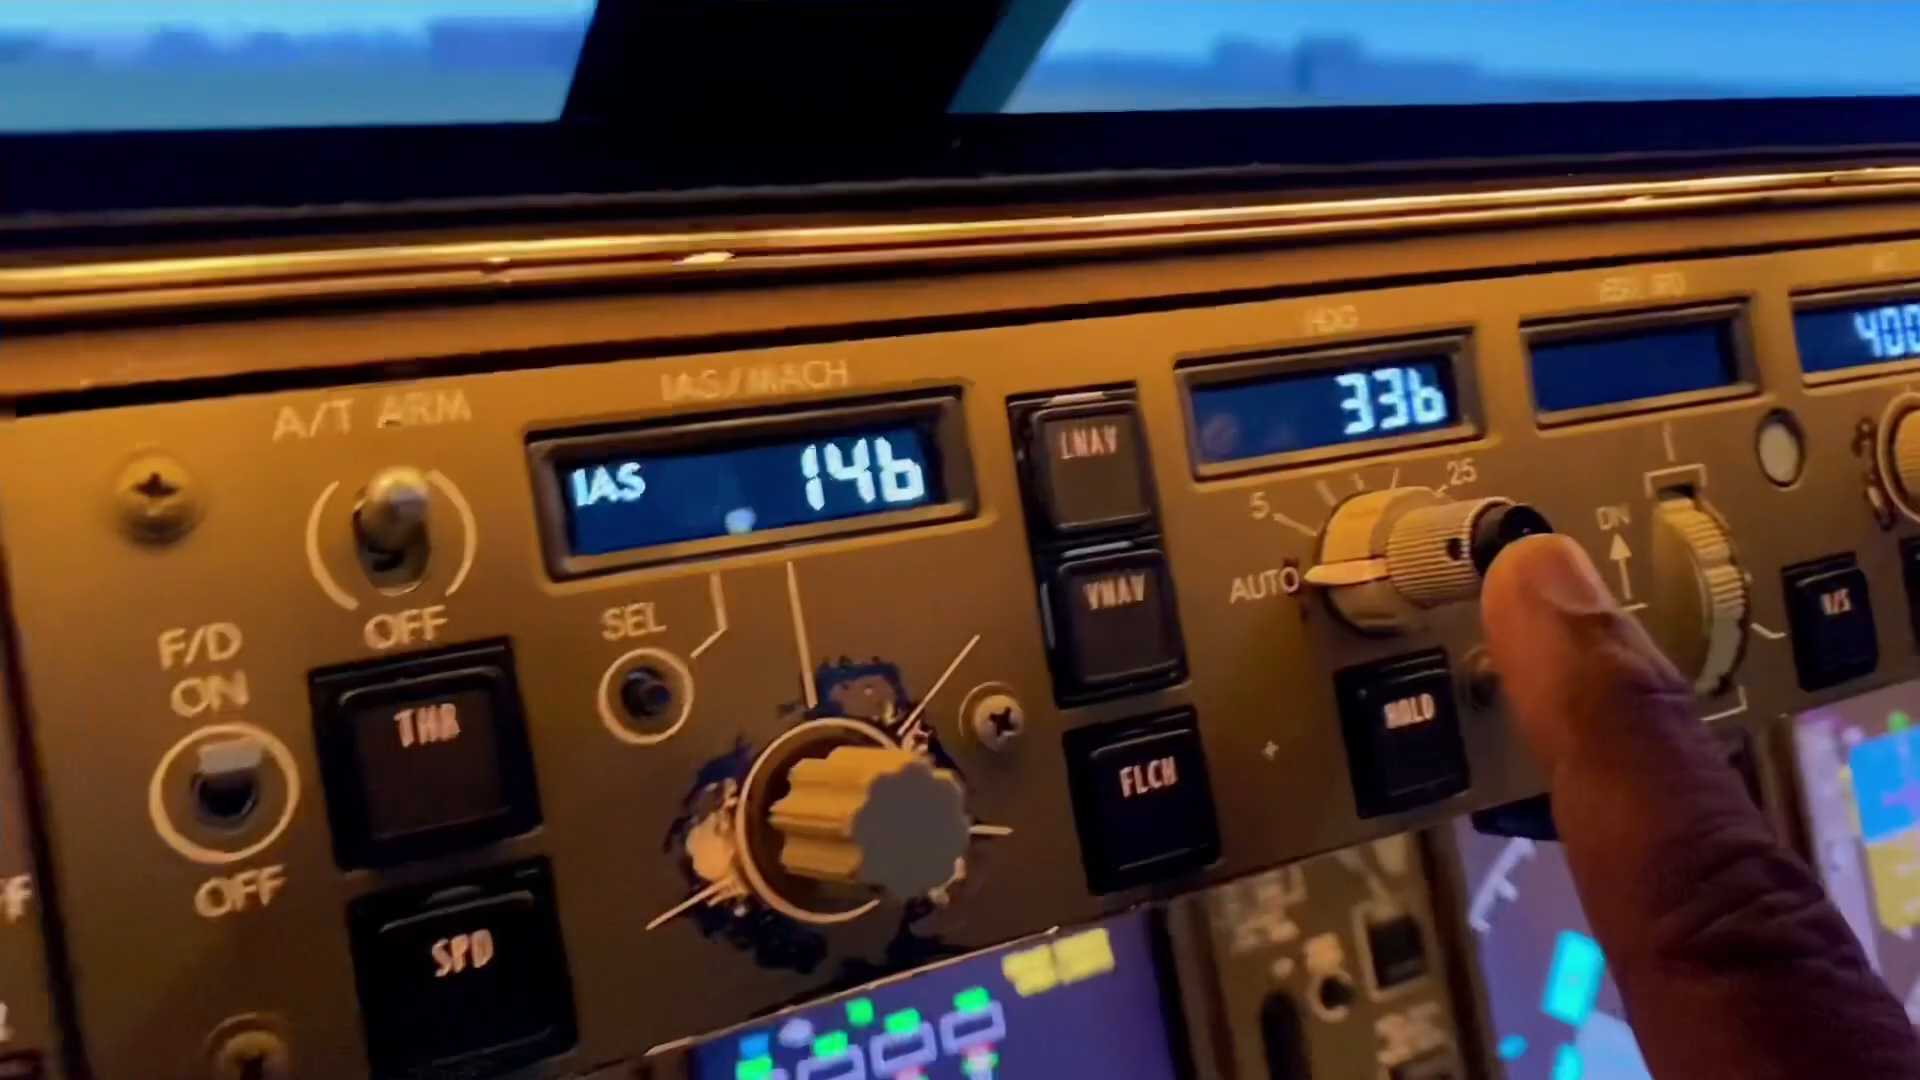 A/T ARM
OFF
F/D
ON
OFF
THR
SPD
IAS/MACH
IAS 146
SEL
LNAV
VNAV
FLCH
HDG
336
5
25
AUTO
HOLD
DN
V/S
400